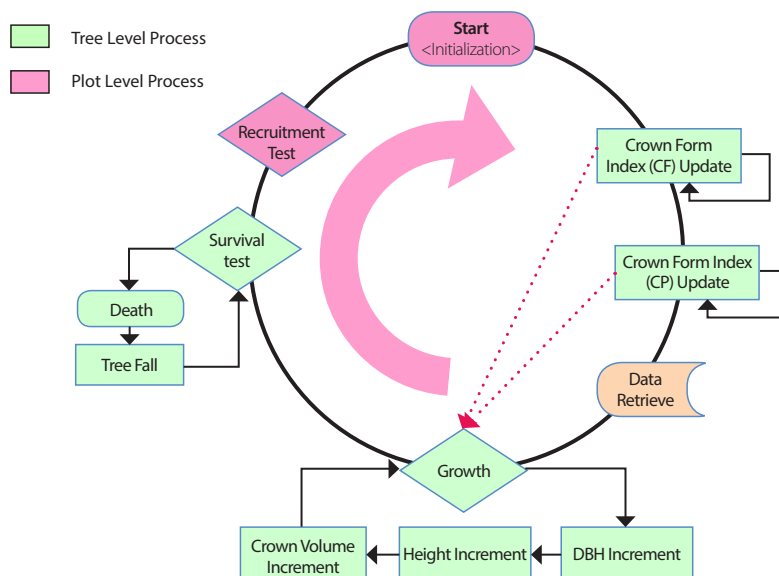 Tree Level Process
Plot Level Process
Start
<Initialization>
Recruitment
Test
Crown Form
Index (CF) Update
Survival
test
Crown Form Index
(CP) Update
Death
Tree Fall
Data
Retrieve
Growth
Crown Volume
Increment
Height Increment
DBH Increment